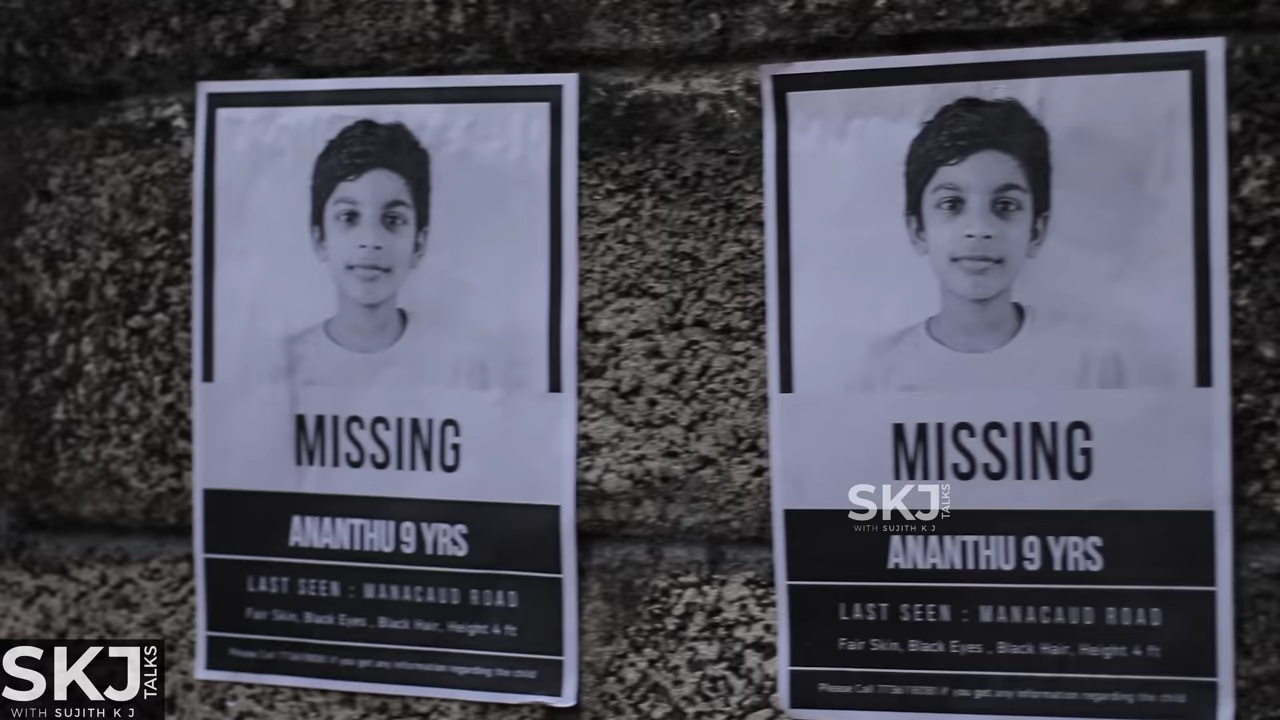 MISSING
ANANTHU 9 YRS
LAST SEEN : MANACAUD ROAD
Fair Skin, Black Eyes , Black Hair, Height 4 ft
Please Call if you get any information regarding the child
MISSING
ANANTHU 9 YRS
LAST SEEN : MANACAUD ROAD
Fair Skin, Black Eyes , Black Hair, Height 4 ft
Please Call if you get any information regarding the child
SKJ TALKS
WITH SUJITH K J
SKJ TALKS
WITH SUJITH K J